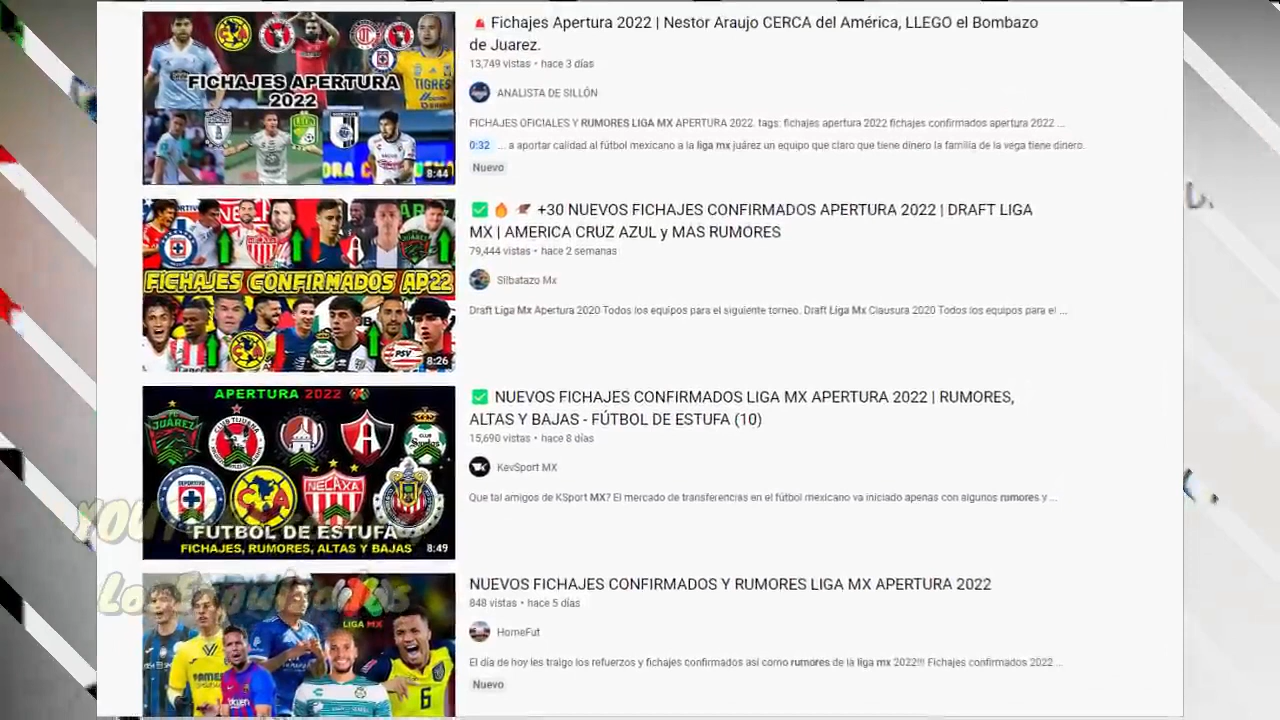 Fichajes Apertura 2022 | Nestor Araujo CERCA del América, LLEGO el Bombazo
de Juarez.
13,749 vistas • hace 3 días
ANALISTA DE SILLÓN
FICHAJES OFICIALES Y RUMORES LIGA MX APERTURA 2022. tags: fichajes apertura 2022 fichajes confirmados apertura 2022 ...
0:32 ... a aportar calidad al fútbol mexicano a la liga mx juárez un equipo que claro que tiene dinero la familia de la vega tiene dinero.
Nuevo
FICHAJES APERTURA
2022
TIGRES
8:44
+30 NUEVOS FICHAJES CONFIRMADOS APERTURA 2022 | DRAFT LIGA
MX | AMERICA CRUZ AZUL y MAS RUMORES
79,444 vistas • hace 2 semanas
Silbatazo Mx
Draft Liga Mx Apertura 2020 Todos los equipos para el siguiente torneo. Draft Liga Mx Clausura 2020 Todos los equipos para el ...
NECAXA
FICHAJES CONFIRMADOS AP22
PSV
8:26
NUEVOS FICHAJES CONFIRMADOS LIGA MX APERTURA 2022 | RUMORES,
ALTAS Y BAJAS - FÚTBOL DE ESTUFA (10)
15,690 vistas • hace 8 días
KevSport MX
Que tal amigos de KSport MX? El mercado de transferencias en el fútbol mexicano va iniciado apenas con algunos rumores y ...
APERTURA 2022
JUÁREZ
CLUB TIJUANA
NECAXA
FUTBOL DE ESTUFA
FICHAJES, RUMORES, ALTAS Y BAJAS
8:49
NUEVOS FICHAJES CONFIRMADOS Y RUMORES LIGA MX APERTURA 2022
848 vistas • hace 5 días
HomeFut
El día de hoy les traigo los refuerzos y fichajes confirmados así como rumores de la liga mx 2022!!! Fichajes confirmados 2022 ...
Nuevo
LIGA MX
6